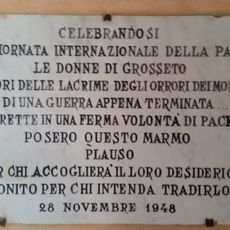 CELEBRANDOSI
GIORNATA INTERNAZIONALE DELLA PA
LE DONNE DI GROSSETO
ORI DELLE LACRIME DEGLI ORRORI DEI MO
DI UNA GUERRA APPENA TERMINATA
RETTE IN UNA FERMA VOLONTÀ DI PACE
POSERO QUESTO MARMO
PLAUSO
R CHI ACCOGLIERÀ IL LORO DESIDERIO
ONITO PER CHI INTENDA TRADIRLO
28 NOVEMBRE 1948